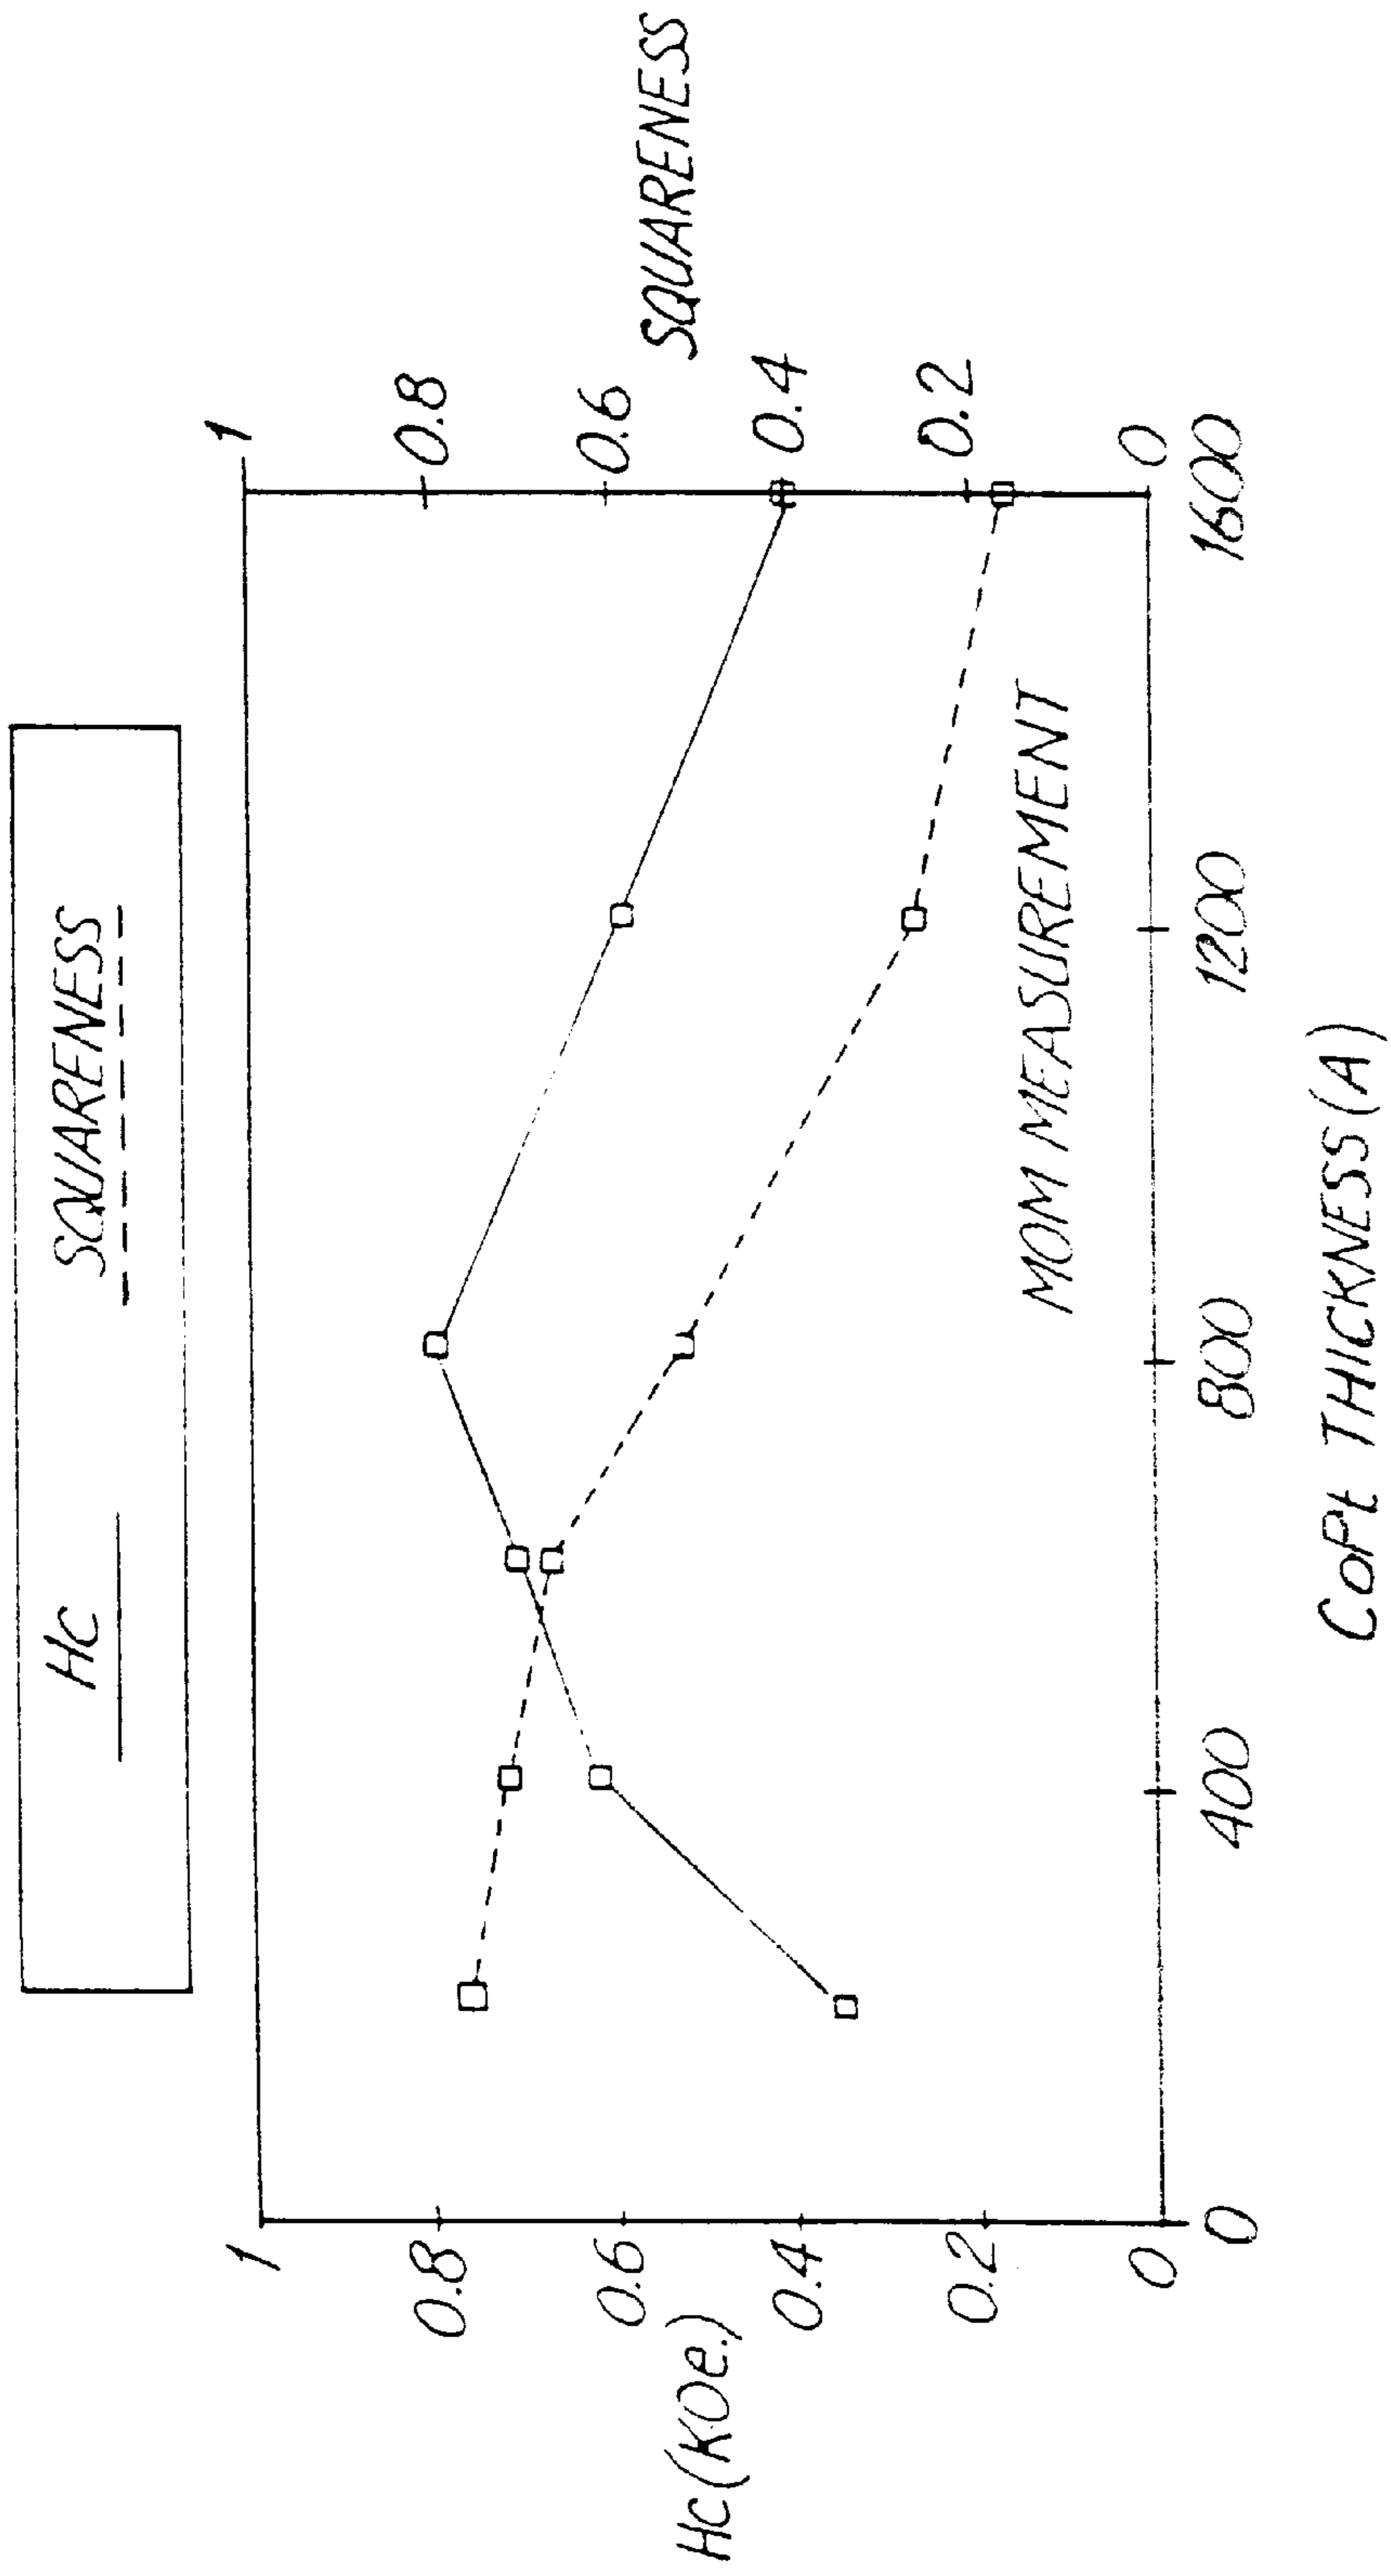 HC SQUARENESS
Hc (KOe.)
1
0.8
0.6
0.4
0.2
0
SQUARENESS
1
0.8
0.6
0.4
0.2
0
MOM MEASUREMENT
0 400 800 1200 1600
CoPt THICKNESS (A)